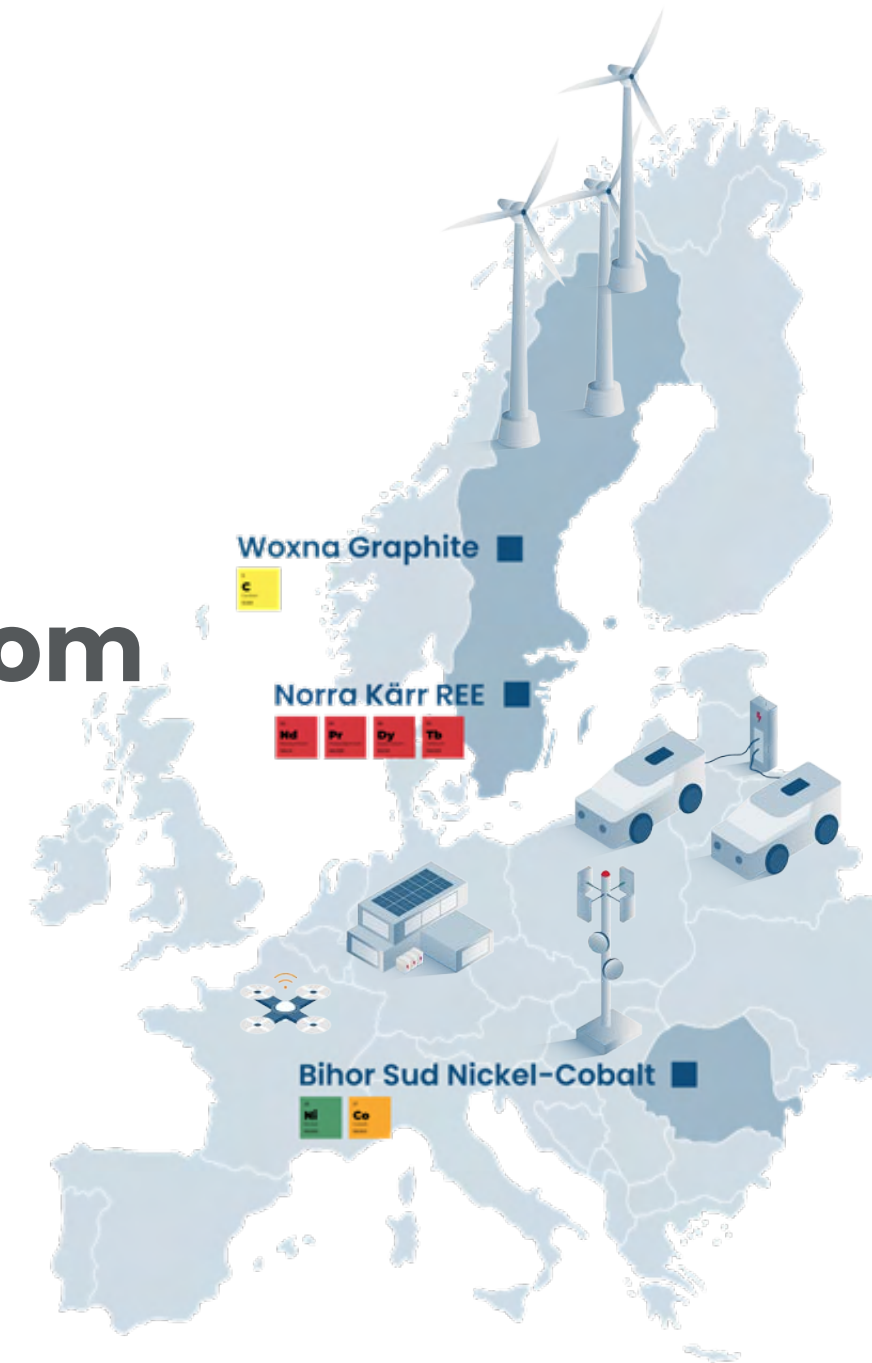 Woxna Graphite
C
om
Norra Kärr REE
Nd Pr Dy Tb
Bihor Sud Nickel-Cobalt
Ni Co